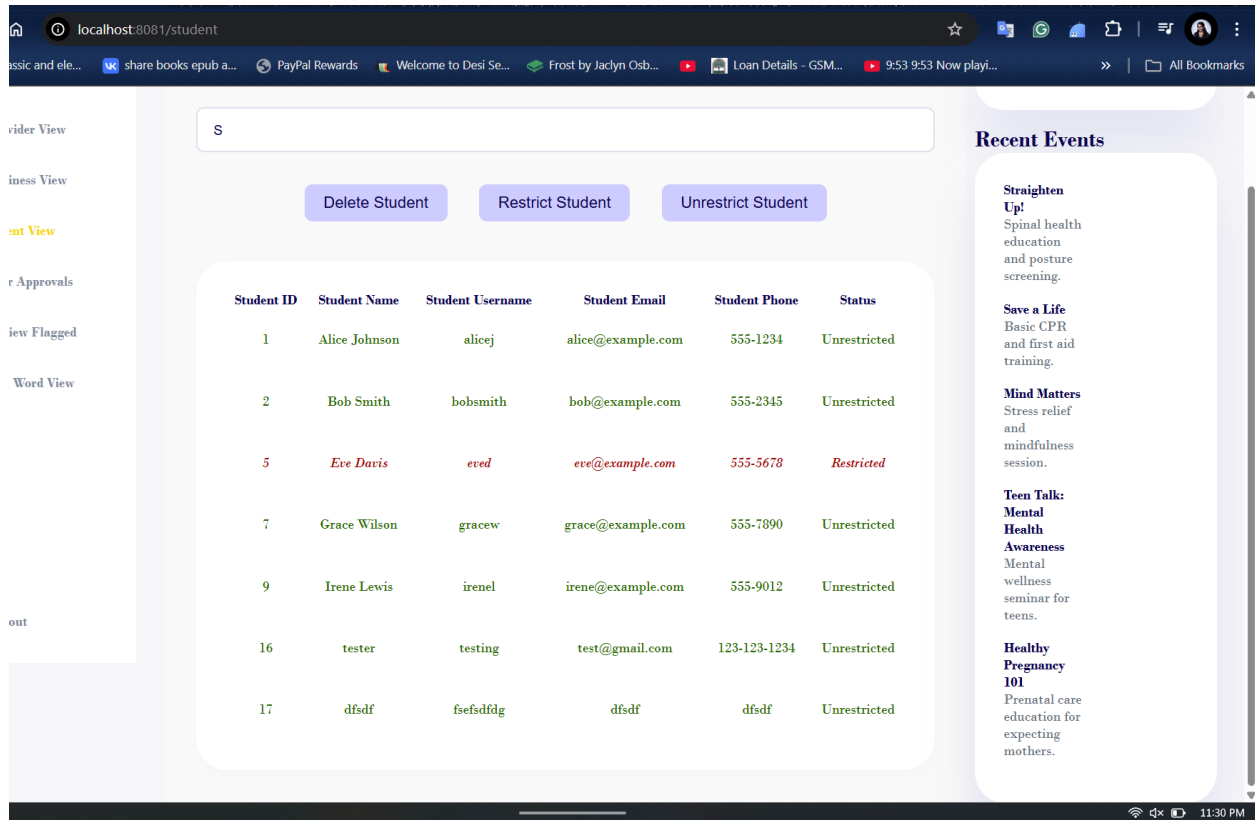 localhost:8081/student
assic and ele... share books epub a... PayPal Rewards Welcome to Desi Se... Frost by Jaclyn Osb... Loan Details - GSM... 9:53 9:53 Now playi... » All Bookmarks
vider View
iness View
ent View
r Approvals
iew Flagged
Word View
out
S
Delete Student Restrict Student Unrestrict Student
Student ID Student Name Student Username Student Email Student Phone Status
1 Alice Johnson alicej alice@example.com 555-1234 Unrestricted
2 Bob Smith bobsmith bob@example.com 555-2345 Unrestricted
5 Eve Davis eved eve@example.com 555-5678 Restricted
7 Grace Wilson gracew grace@example.com 555-7890 Unrestricted
9 Irene Lewis irenel irene@example.com 555-9012 Unrestricted
16 tester testing test@gmail.com 123-123-1234 Unrestricted
17 dfsdf fsefsdfdg dfsdf dfsdf Unrestricted
Recent Events
Straighten
Up!
Spinal health
education
and posture
screening.
Save a Life
Basic CPR
and first aid
training.
Mind Matters
Stress relief
and
mindfulness
session.
Teen Talk:
Mental
Health
Awareness
Mental
wellness
seminar for
teens.
Healthy
Pregnancy
101
Prenatal care
education for
expecting
mothers.
11:30 PM